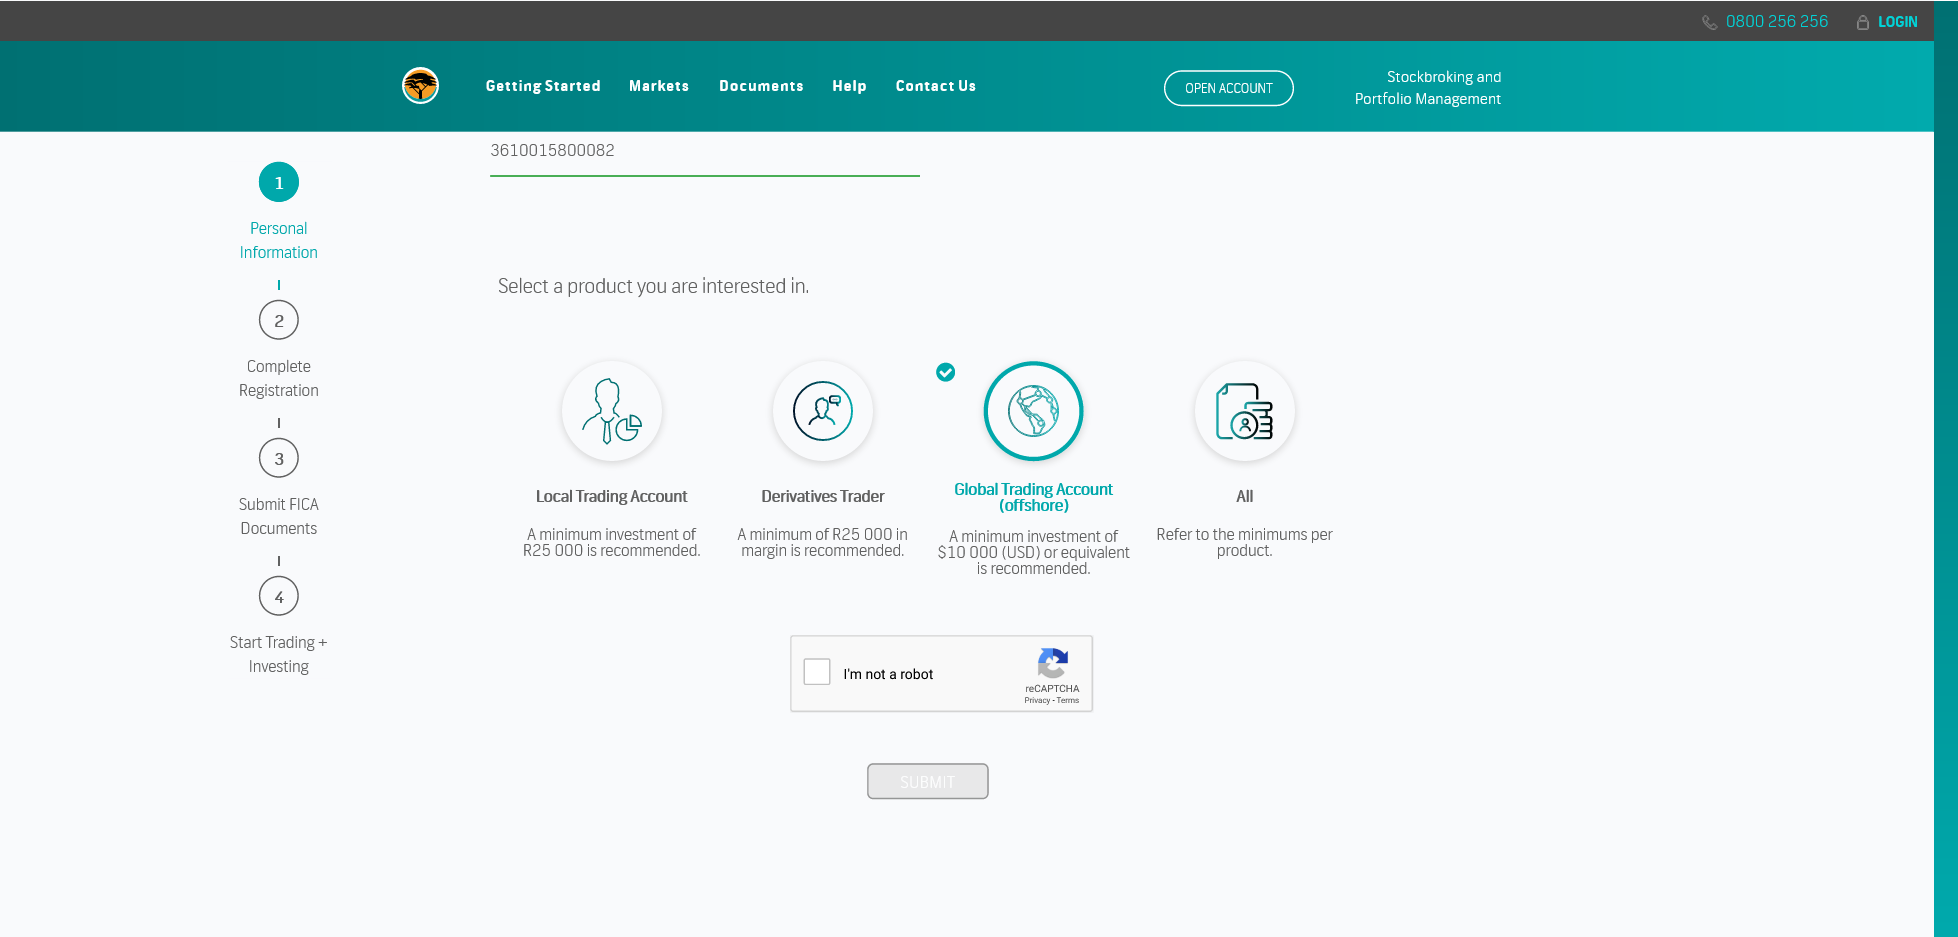 0800 256 256
LOGIN
Getting Started
Markets
Documents
Help
Contact Us
OPEN ACCOUNT
Stockbroking and
Portfolio Management
3610015800082
1
Personal
Information
2
Complete
Registration
3
Submit FICA
Documents
4
Start Trading +
Investing
Select a product you are interested in.
Local Trading Account
A minimum investment of
R25 000 is recommended.
Derivatives Trader
A minimum of R25 000 in
margin is recommended.
Global Trading Account
(offshore)
A minimum investment of
$10 000 (USD) or equivalent
is recommended.
All
Refer to the minimums per
product.
I'm not a robot
reCAPTCHA
Privacy - Terms
SUBMIT